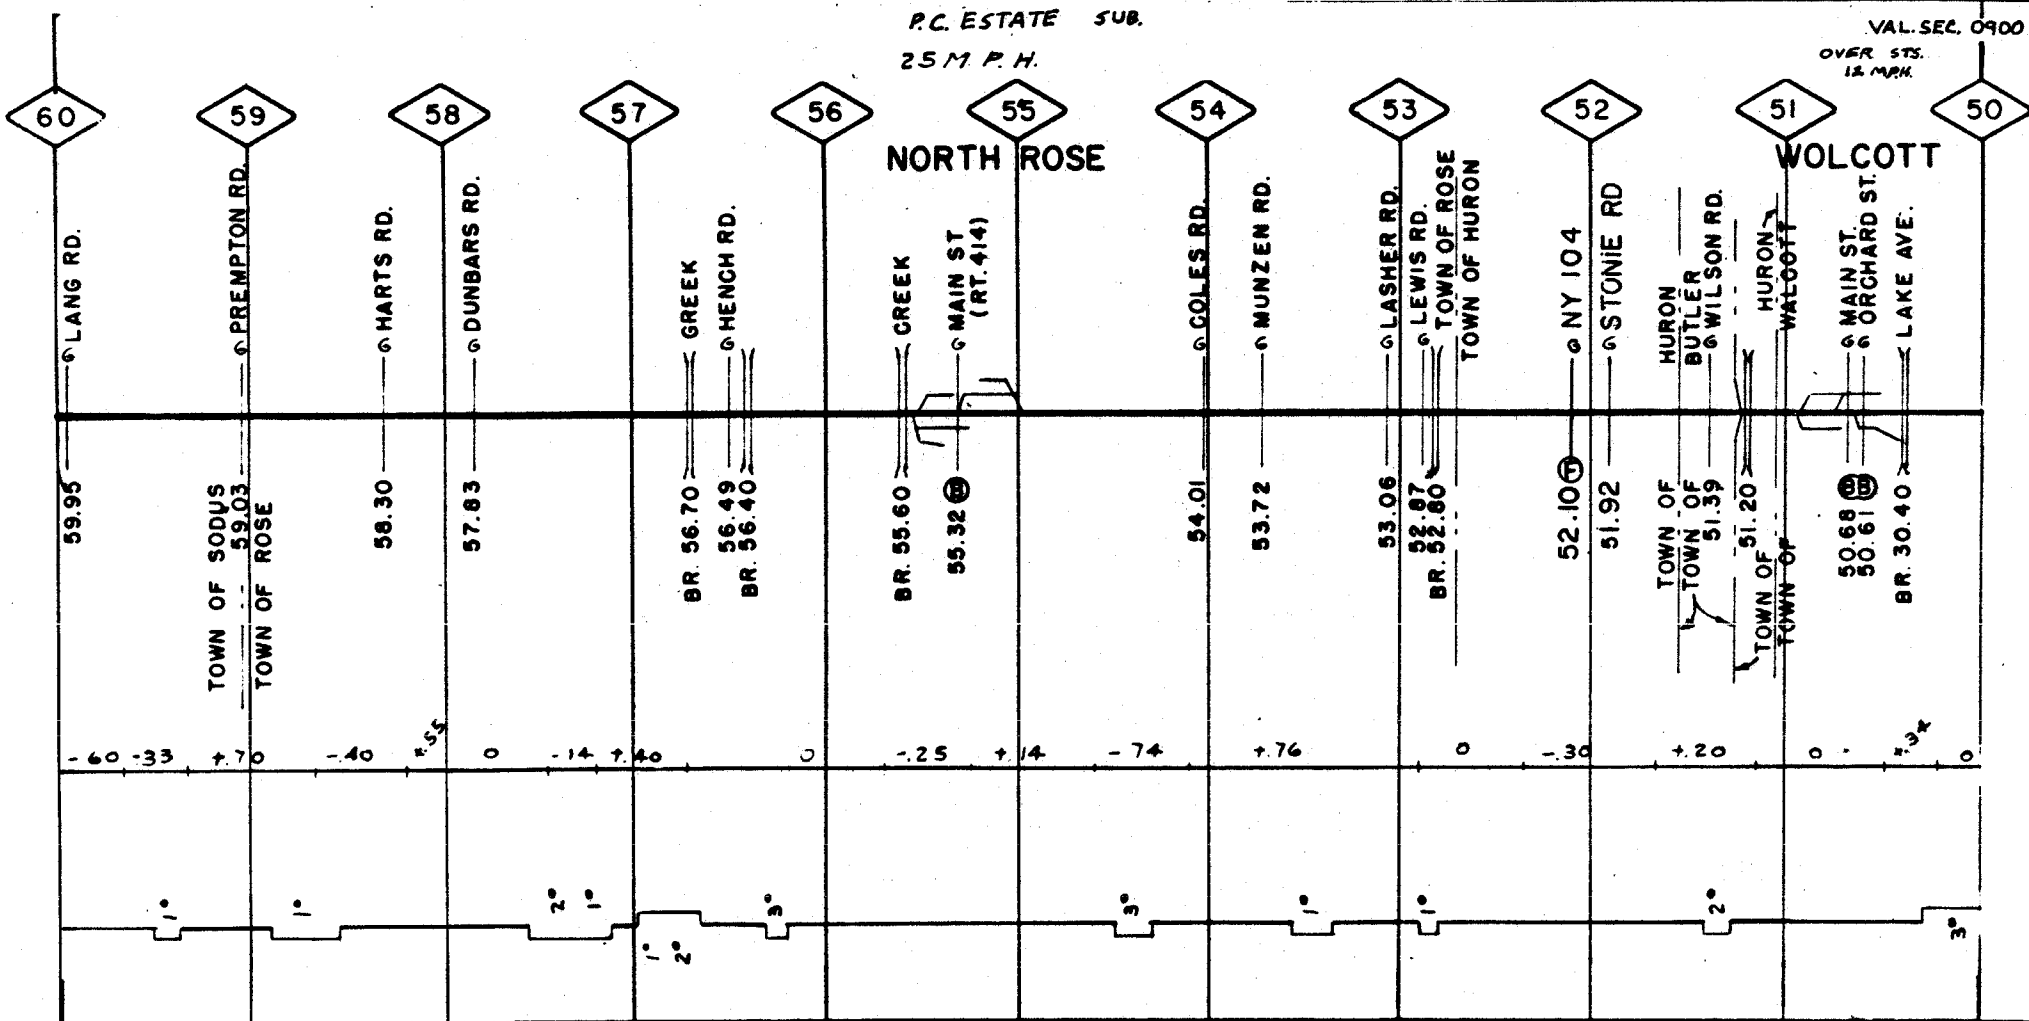 P.C. ESTATE SUB.
25 M.P.H.
VAL. SEC. 0900
OVER STS.
12 MPH.
60 59 58 57 56 55 54 53 52 51 50
NORTH ROSE
WOLCOTT
LANG RD.
PREMPTON RD.
HARTS RD.
DUNBARS RD.
GREEK
HENCH RD.
CREEK
MAIN ST
(RT. 414)
COLES RD.
MUNZEN RD.
LASHER RD.
LEWIS RD.
TOWN OF ROSE
TOWN OF HURON
NY 104
STONIE RD
HURON
BUTLER
WILSON RD.
HURON
WALCOTT
MAIN ST.
ORCHARD ST.
LAKE AVE.
59.95
TOWN OF SODUS
59.03
TOWN OF ROSE
58.30
57.83
BR. 56.70
56.49
BR. 56.40
BR. 55.60
55.32
54.01
53.72
53.06
52.87
BR. 52.80
52.10 F
51.92
TOWN OF
TOWN OF
51.39
51.20
TOWN OF
TOWN OF
50.68 B
50.61 B
BR. 30.40
-60 -33 +.70 -.40 +.55 0 -.14 +.40 0 -.25 +.14 -74 +.76 0 -.30 +.20 0 0
1° 1° 2° 1° 3° 3° 1° 1° 2°
1° 2° 3°